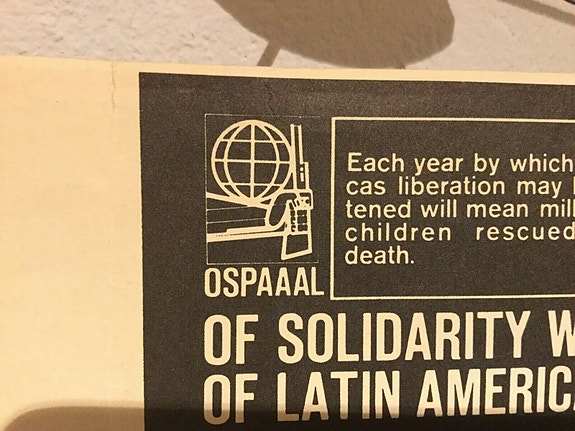 Each year by which
cas liberation may
tened will mean mill
children rescued
death.
OSPAAAL
OF SOLIDARITY W
OF LATIN AMERICA